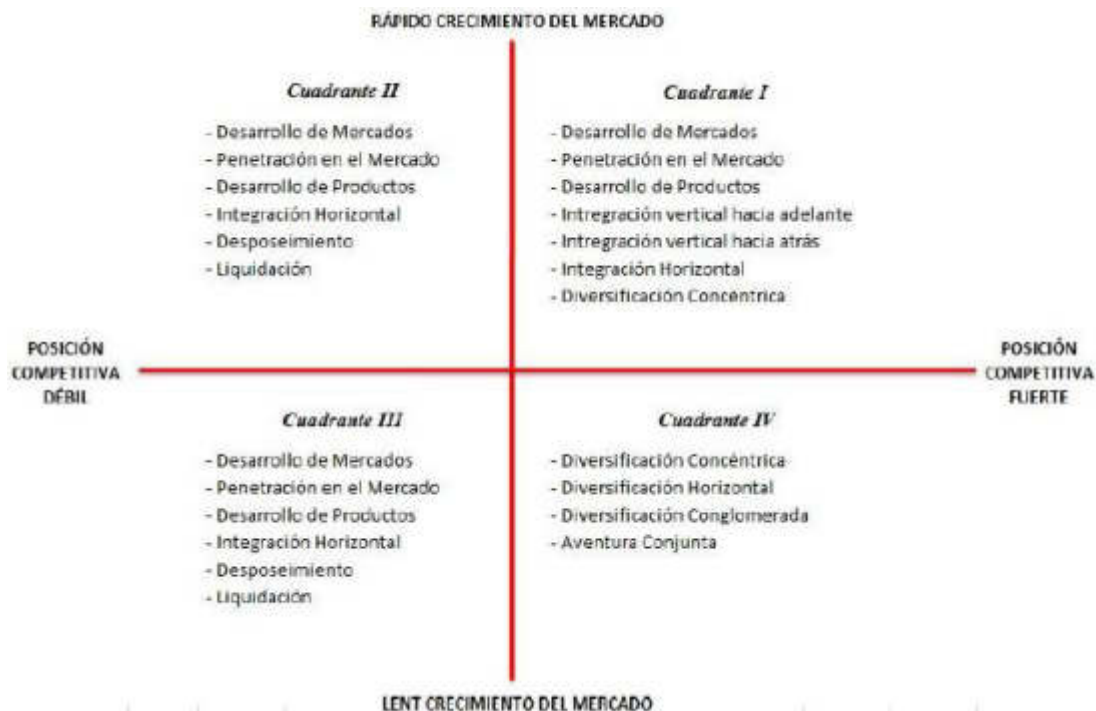 RÁPIDO CRECIMIENTO DEL MERCADO
Cuadrante II
- Desarrollo de Mercados
- Penetración en el Mercado
- Desarrollo de Productos
- Integración Horizontal
- Desposeimiento
- Liquidación
Cuadrante I
- Desarrollo de Mercados
- Penetración en el Mercado
- Desarrollo de Productos
- Intregración vertical hacia adelante
- Intregración vertical hacia atrás
- Integración Horizontal
- Diversificación Concéntrica
POSICIÓN
COMPETITIVA
DÉBIL
POSICIÓN
COMPETITIVA
FUERTE
Cuadrante III
- Desarrollo de Mercados
- Penetración en el Mercado
- Desarrollo de Productos
- Integración Horizontal
- Desposeimiento
- Liquidación
Cuadrante IV
- Diversificación Concéntrica
- Diversificación Horizontal
- Diversificación Conglomerada
- Aventura Conjunta
LENT CRECIMIENTO DEL MERCADO